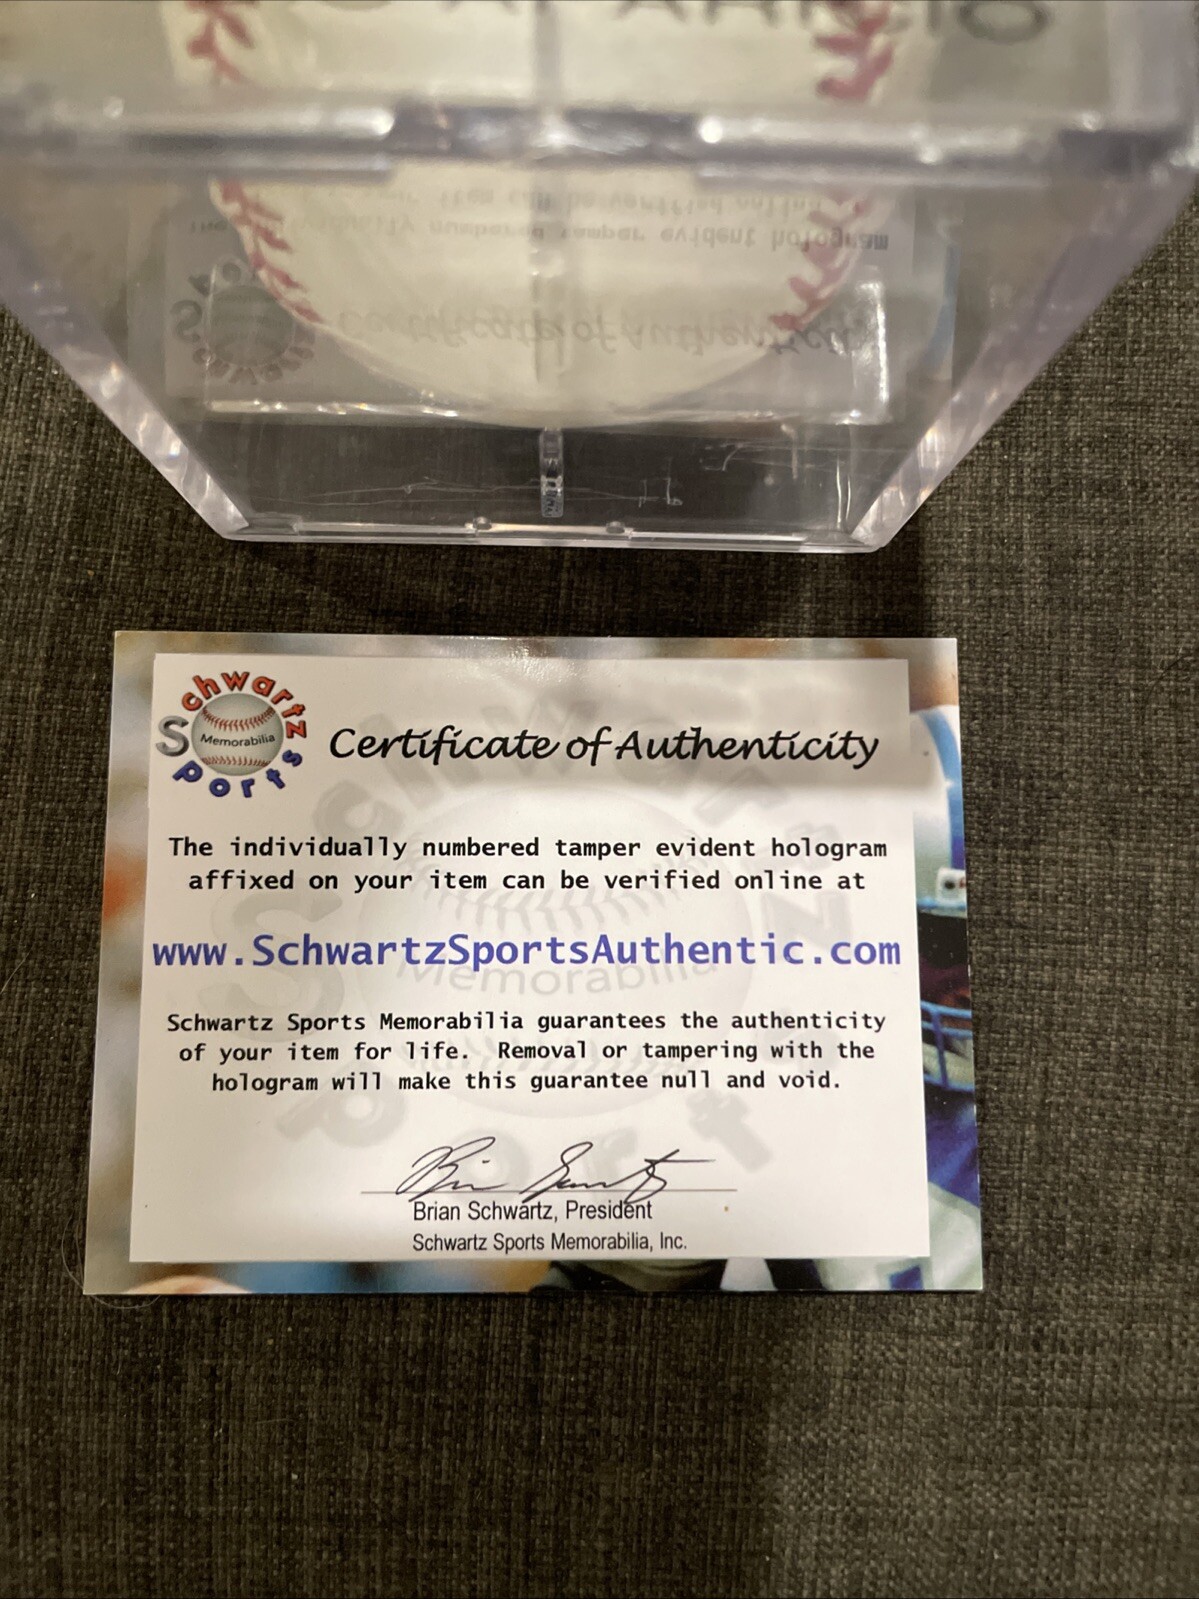 Schwartz
Sports
Memorabilia
Certificate of Authenticity
The individually numbered tamper evident hologram
affixed on your item can be verified online at
www.SchwartzSportsAuthentic.com
Schwartz Sports Memorabilia guarantees the authenticity
of your item for life. Removal or tampering with the
hologram will make this guarantee null and void.
Brian Schwartz, President
Schwartz Sports Memorabilia, Inc.